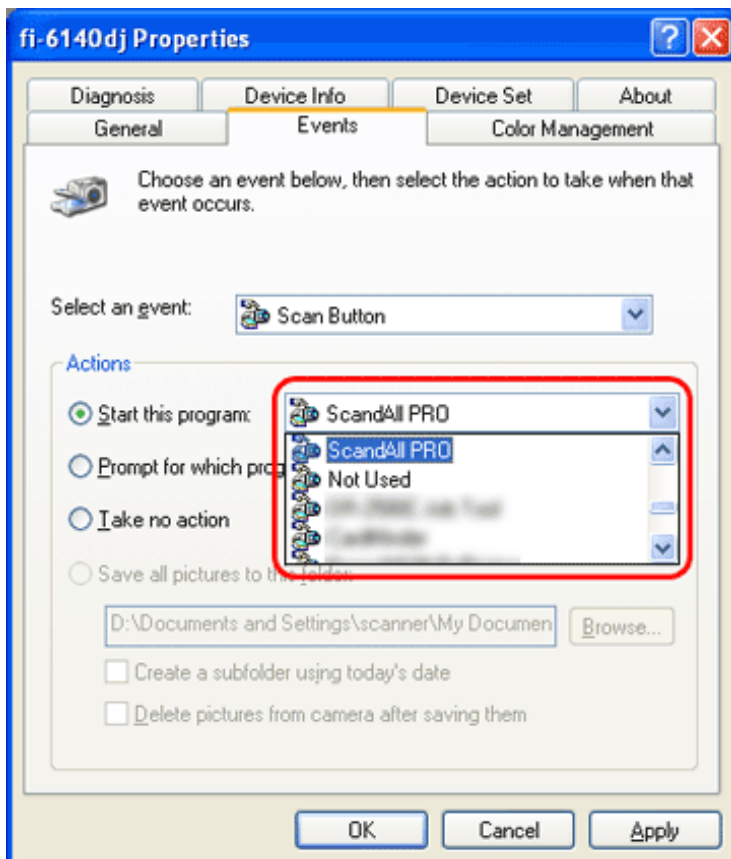 fi-6140dj Properties
Diagnosis Device Info Device Set About
General Events Color Management
Choose an event below, then select the action to take when that
event occurs.
Select an event: Scan Button
Actions
Start this program: ScandAll PRO
ScandAll PRO
Prompt for which prog
Not Used
Take no action
Save all pictures to this folder:
D:\Documents and Settings\scanner\My Documen Browse...
Create a subfolder using today's date
Delete pictures from camera after saving them
OK Cancel Apply